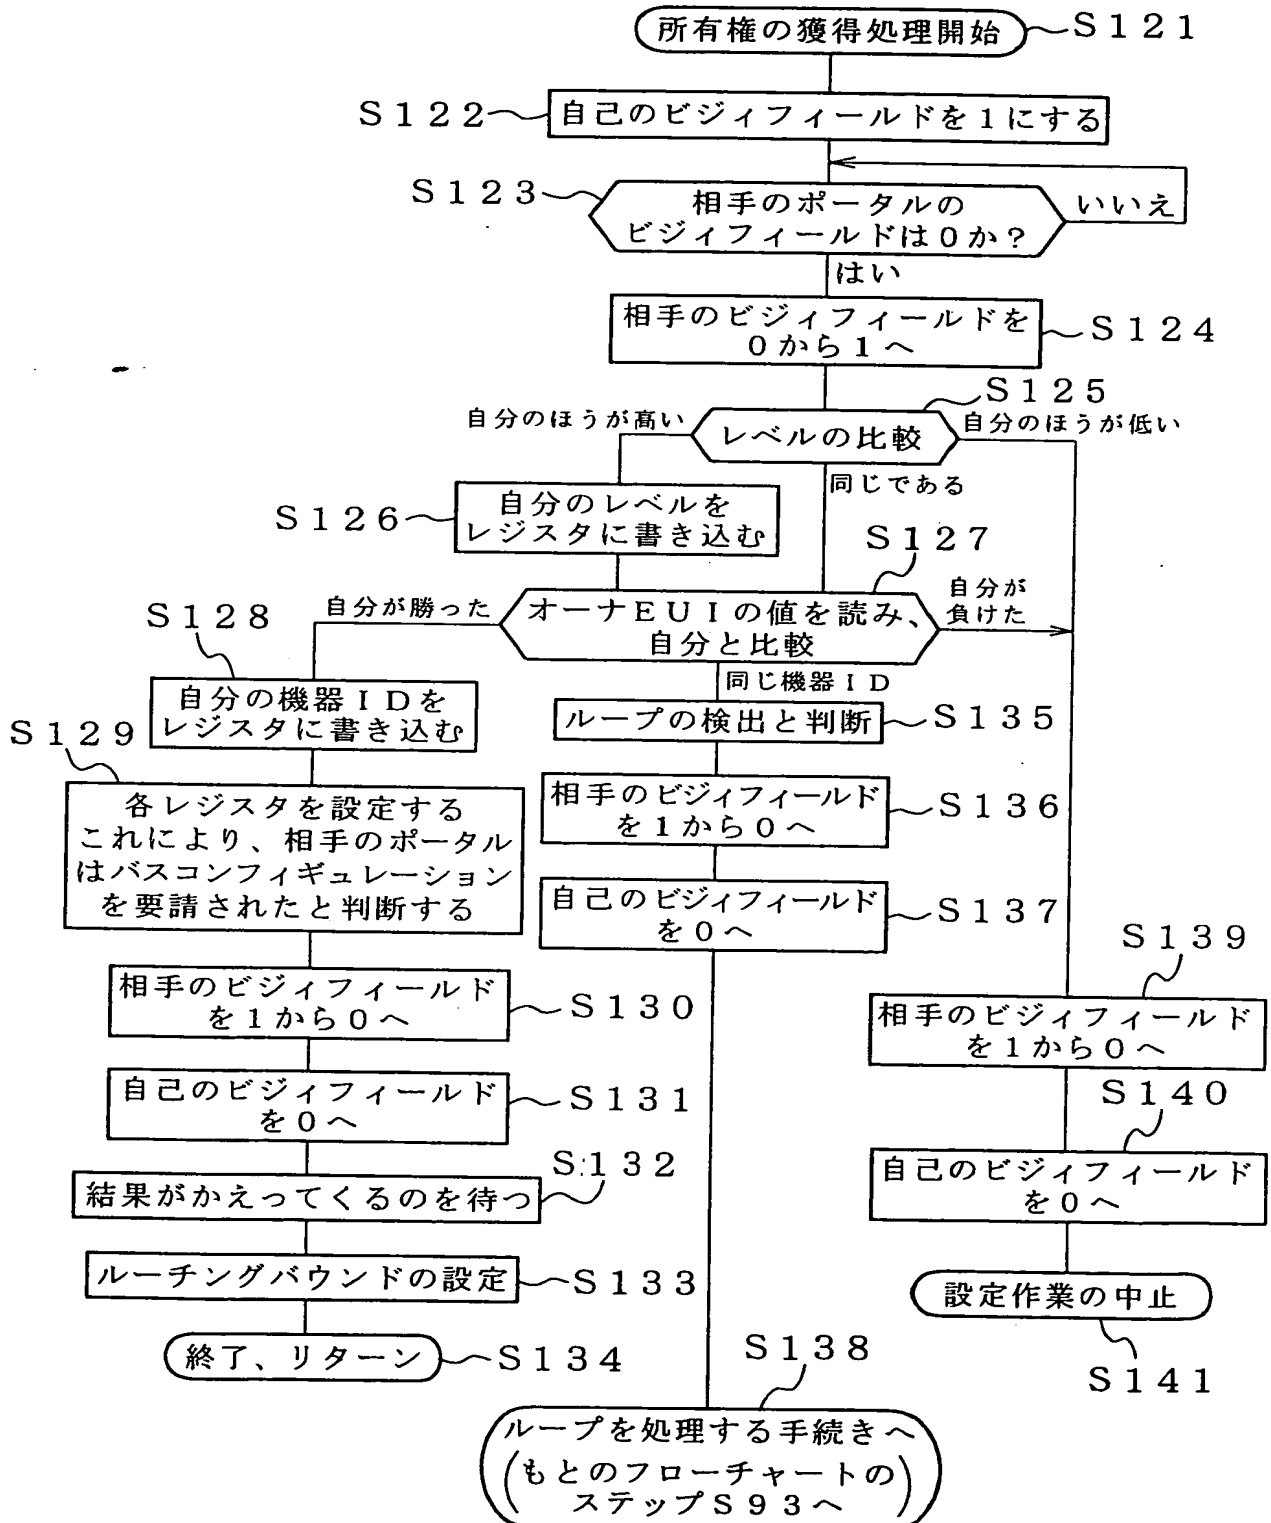 所有権の獲得処理開始
S121
S122
自己のビジィフィールドを1にする
S123
相手のポータルの
ビジィフィールドは0か?
いいえ
はい
相手のビジィフィールドを
0から1へ
S124
S125
自分のほうが高い
レベルの比較
自分のほうが低い
同じである
S126
自分のレベルを
レジスタに書き込む
S127
自分が勝った
オーナEUIの値を読み、
自分と比較
自分が
負けた
同じ機器ID
S128
自分の機器IDを
レジスタに書き込む
S129
各レジスタを設定する
これにより、相手のポータル
はバスコンフィギュレーション
を要請されたと判断する
相手のビジィフィールド
を1から0へ
S130
自己のビジィフィールド
を0へ
S131
S132
結果がかえってくるのを待つ
ルーチングバウンドの設定
S133
終了、リターン
S134
ループの検出と判断
S135
相手のビジィフィールド
を1から0へ
S136
自己のビジィフィールド
を0へ
S137
S138
ループを処理する手続きへ
(もとのフローチャートの
ステップS93へ)
S139
相手のビジィフィールド
を1から0へ
S140
自己のビジィフィールド
を0へ
設定作業の中止
S141